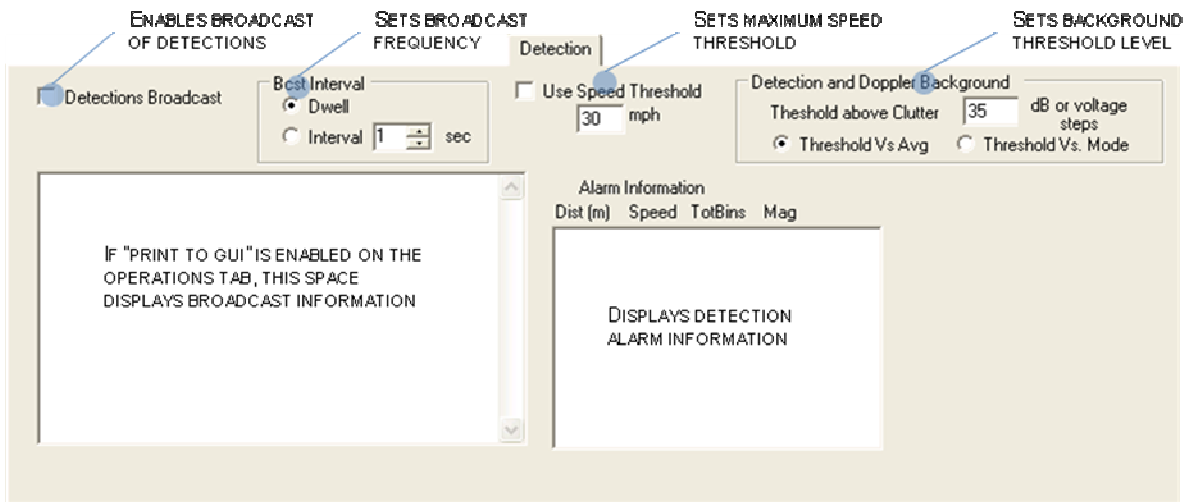 ENABLES BROADCAST
OF DETECTIONS
SETS BROADCAST
FREQUENCY
SETS MAXIMUM SPEED
THRESHOLD
SETS BACKGROUND
THRESHOLD LEVEL
Detection
Detections Broadcast
Bcst Interval
Dwell
Interval 1 sec
Use Speed Threshold
30 mph
Detection and Doppler Background
Theshold above Clutter 35 dB or voltage
steps
Threshold Vs Avg Threshold Vs. Mode
IF "PRINT TO GUI" IS ENABLED ON THE
OPERATIONS TAB, THIS SPACE
DISPLAYS BROADCAST INFORMATION
Alarm Information
Dist (m) Speed TotBins Mag
DISPLAYS DETECTION
ALARM INFORMATION